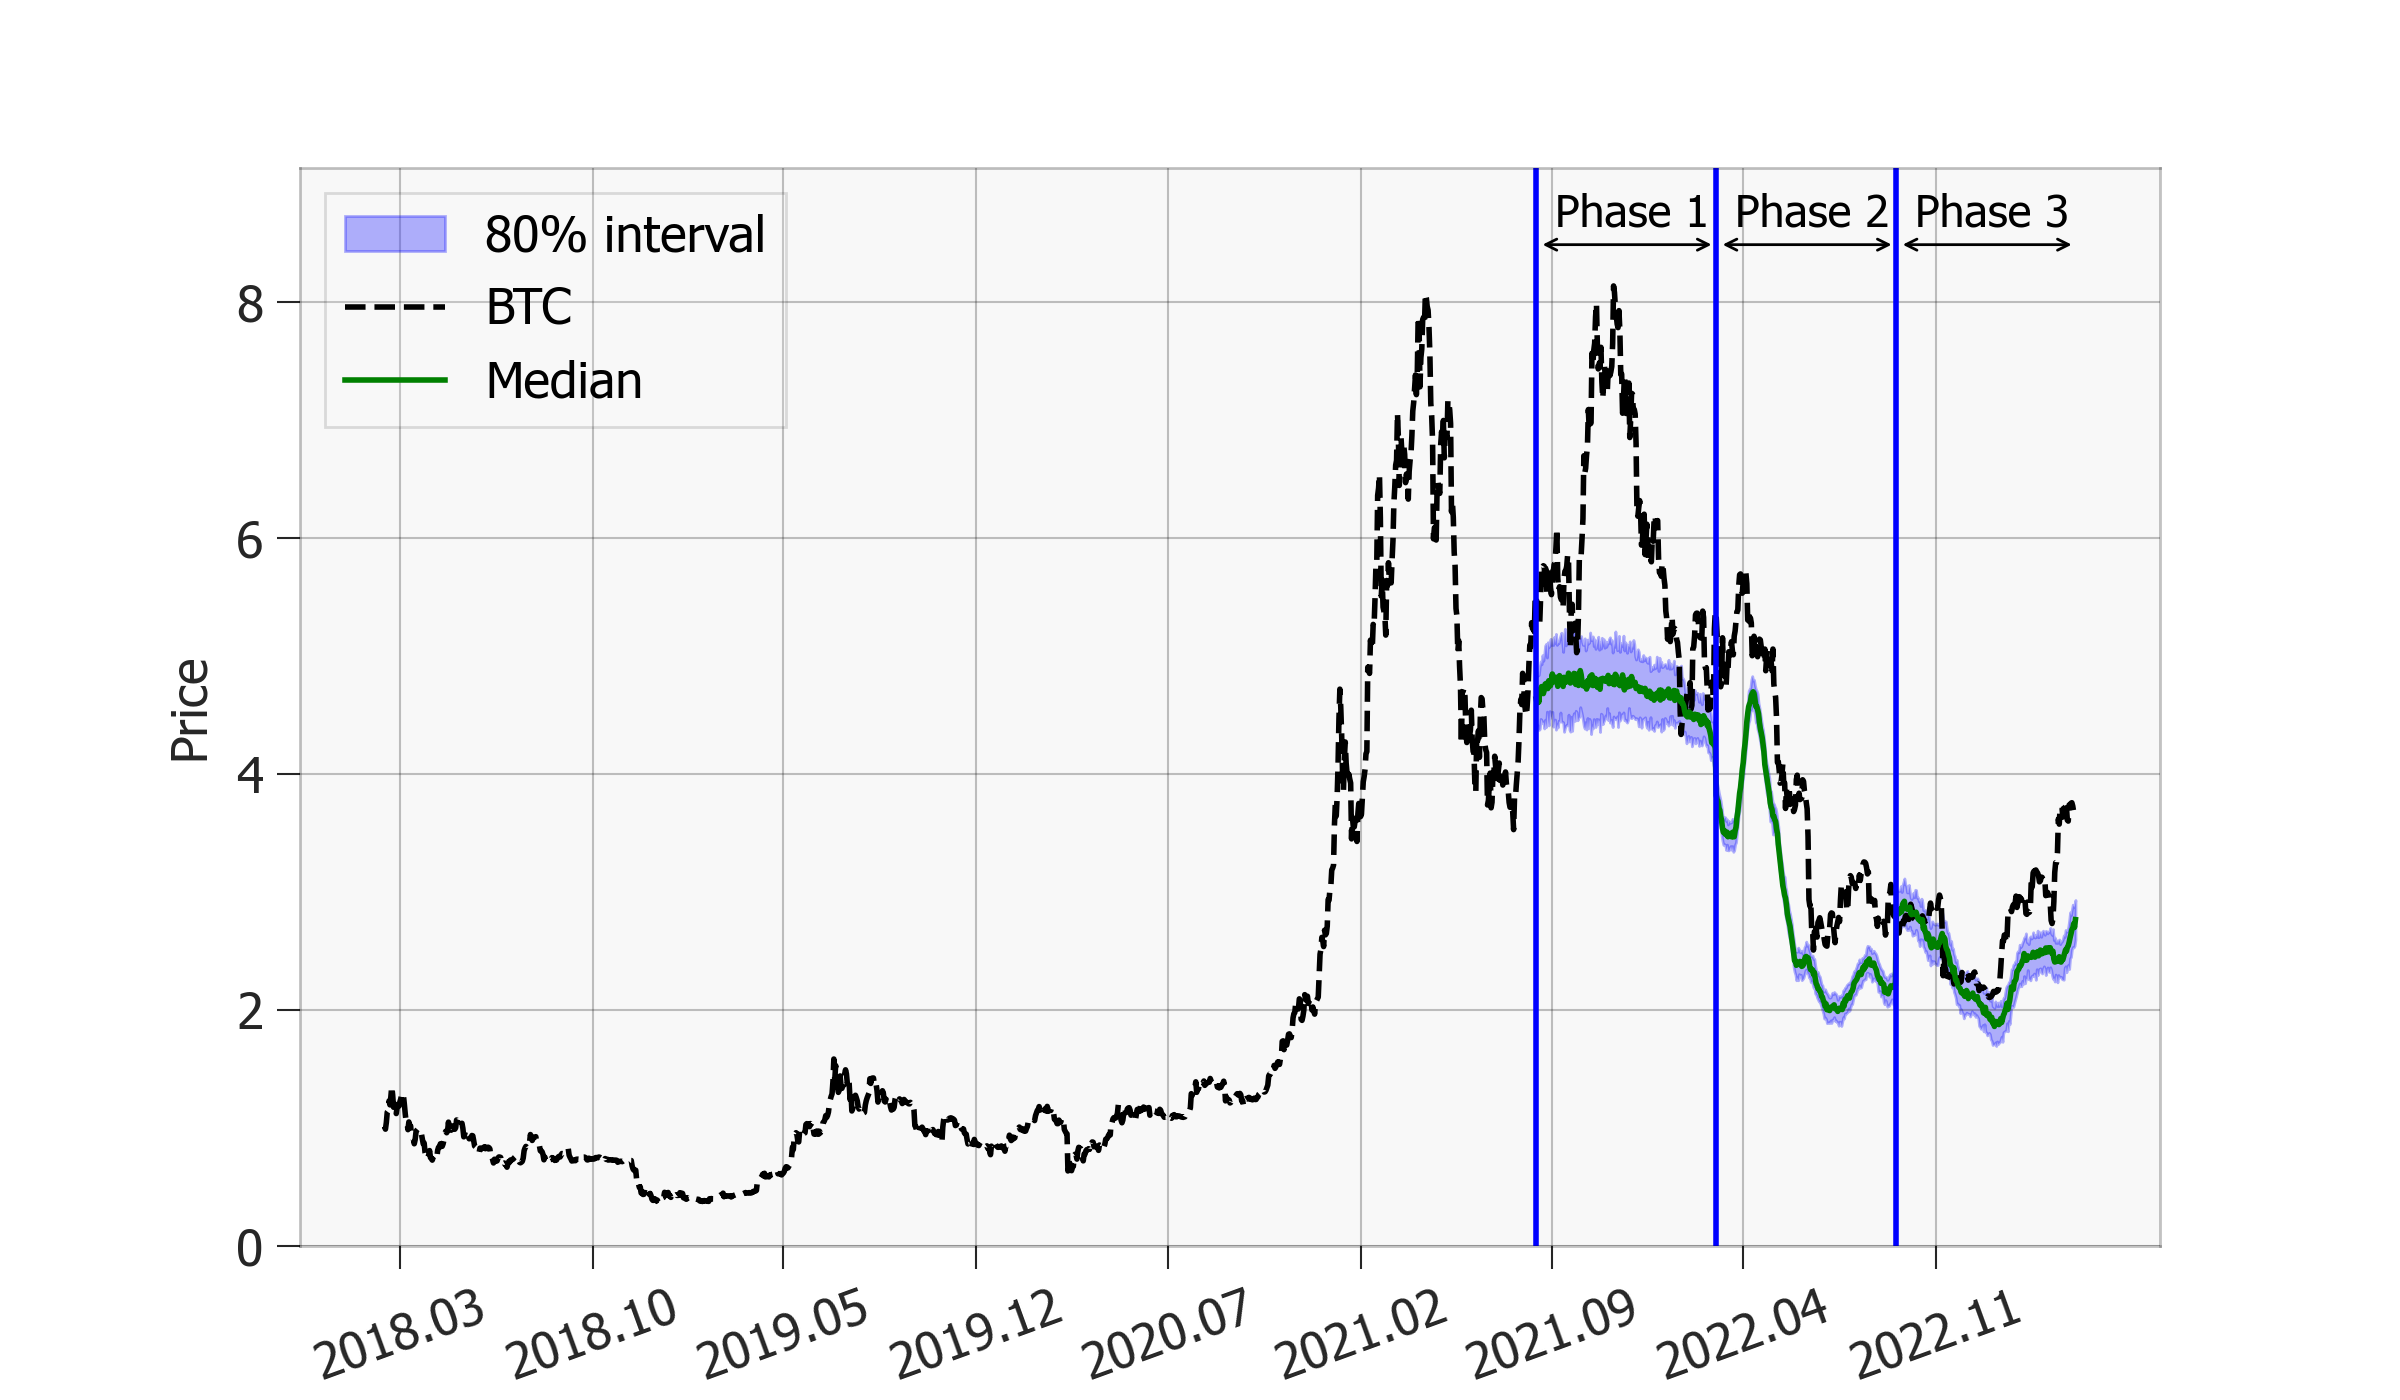 Phase 1
Phase 2
Phase 3
80% interval
BTC
Median
8
6
4
2
0
Price
2018.03
2018.10
2019.05
2019.12
2020.07
2021.02
2021.09
2022.04
2022.11